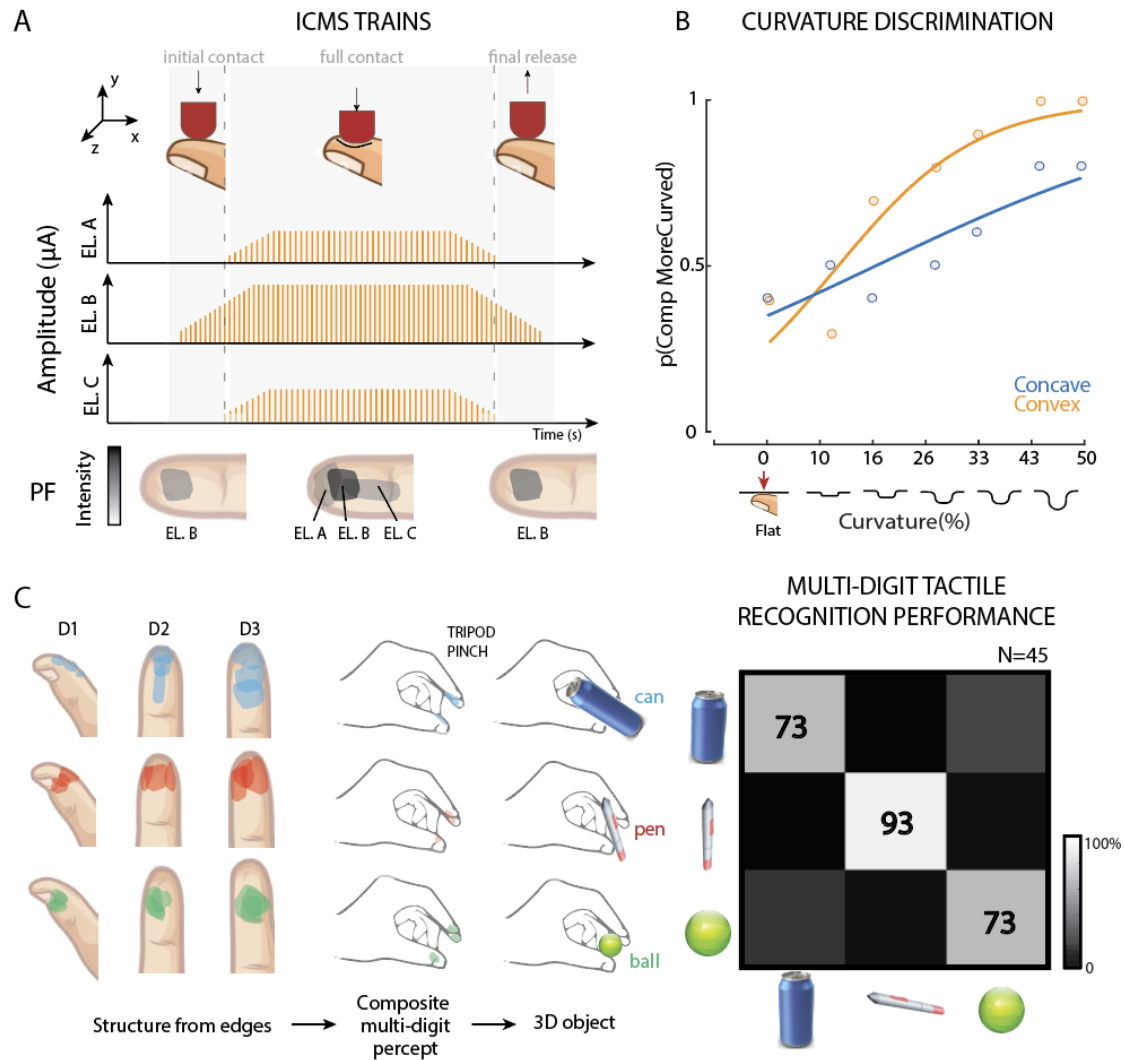 A
ICMS TRAINS
initial contact
full contact
final release
y
x
z
Amplitude (µA)
EL. A
EL. B
EL. C
Time (s)
PF
Intensity
EL. B
EL. A
EL. B
EL. C
EL. B
B
CURVATURE DISCRIMINATION
p(Comp MoreCurved)
1
0.5
0
Concave
Convex
0
10
16
26
33
43
50
Flat
Curvature(%)
C
D1
D2
D3
TRIPOD
PINCH
can
pen
ball
Structure from edges
Composite
multi-digit
percept
3D object
MULTI-DIGIT TACTILE
RECOGNITION PERFORMANCE
N=45
73
93
73
100%
0